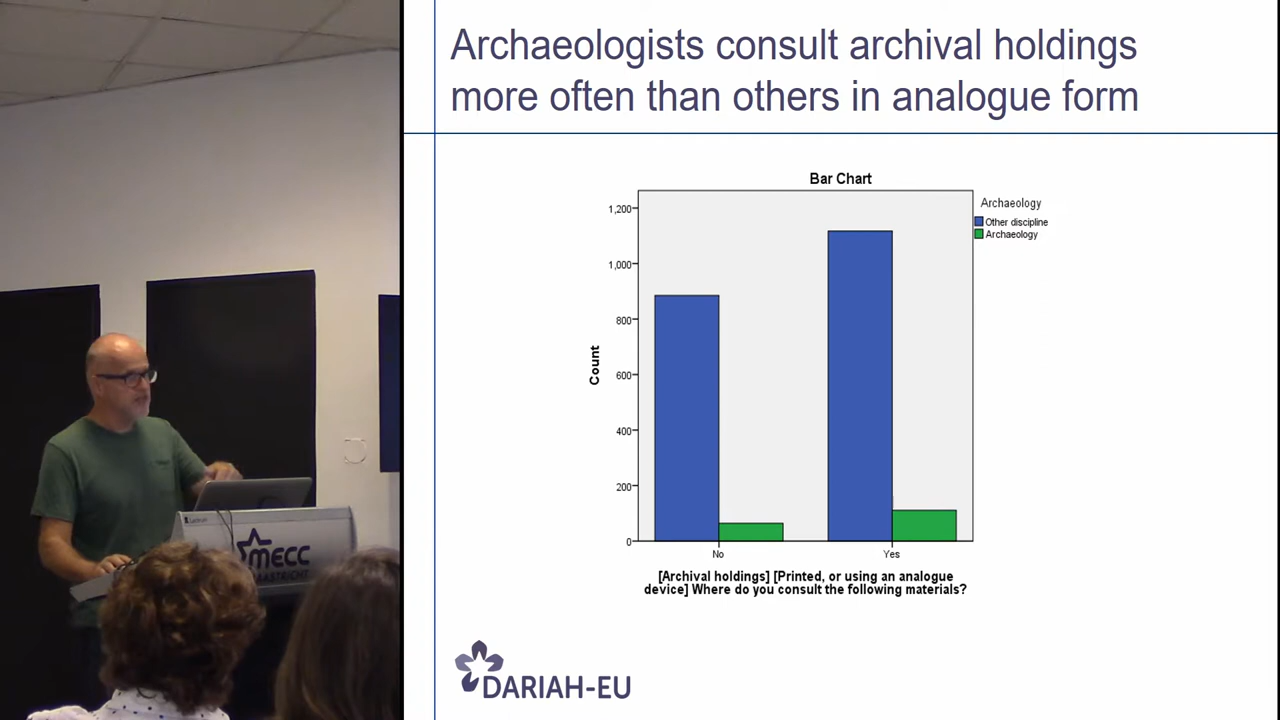 Archaeologists consult archival holdings
more often than others in analogue form
Bar Chart
Archaeology
Other discipline
Archaeology
1,200
1,000
800
600
400
200
0
Count
No
Yes
[Archival holdings] [Printed, or using an analogue
device] Where do you consult the following materials?
DARIAH-EU
Lectrum
MECC
MAASTRICHT